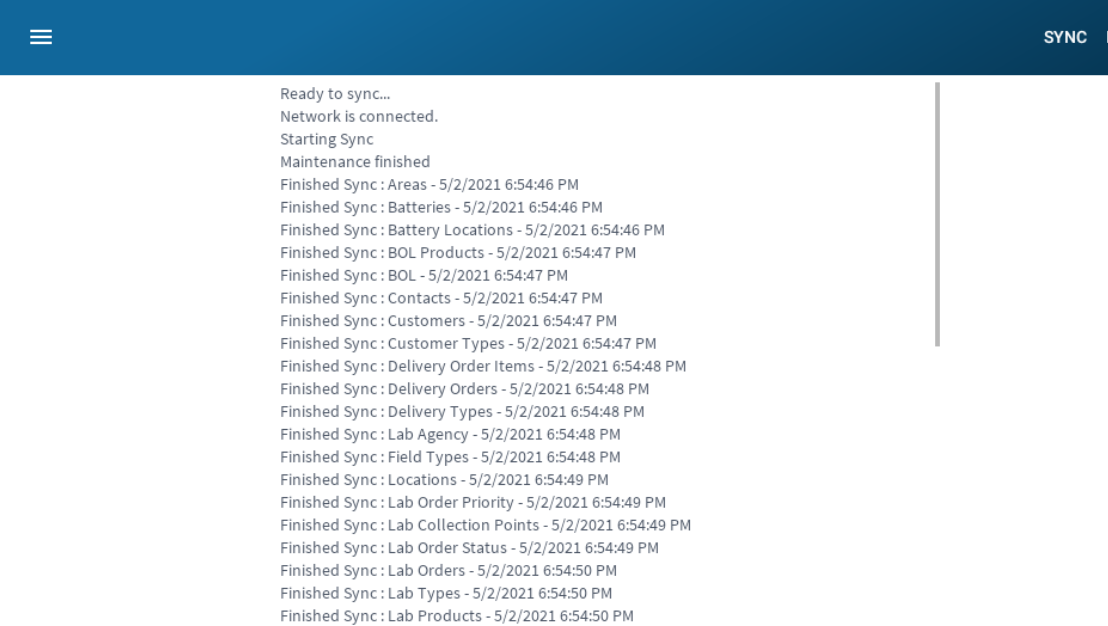 SYNC
Ready to sync...
Network is connected.
Starting Sync
Maintenance finished
Finished Sync : Areas - 5/2/2021 6:54:46 PM
Finished Sync : Batteries - 5/2/2021 6:54:46 PM
Finished Sync : Battery Locations - 5/2/2021 6:54:46 PM
Finished Sync : BOL Products - 5/2/2021 6:54:47 PM
Finished Sync : BOL - 5/2/2021 6:54:47 PM
Finished Sync : Contacts - 5/2/2021 6:54:47 PM
Finished Sync : Customers - 5/2/2021 6:54:47 PM
Finished Sync : Customer Types - 5/2/2021 6:54:47 PM
Finished Sync : Delivery Order Items - 5/2/2021 6:54:48 PM
Finished Sync : Delivery Orders - 5/2/2021 6:54:48 PM
Finished Sync : Delivery Types - 5/2/2021 6:54:48 PM
Finished Sync : Lab Agency - 5/2/2021 6:54:48 PM
Finished Sync : Field Types - 5/2/2021 6:54:48 PM
Finished Sync : Locations - 5/2/2021 6:54:49 PM
Finished Sync : Lab Order Priority - 5/2/2021 6:54:49 PM
Finished Sync : Lab Collection Points - 5/2/2021 6:54:49 PM
Finished Sync : Lab Order Status - 5/2/2021 6:54:49 PM
Finished Sync : Lab Orders - 5/2/2021 6:54:50 PM
Finished Sync : Lab Types - 5/2/2021 6:54:50 PM
Finished Sync : Lab Products - 5/2/2021 6:54:50 PM